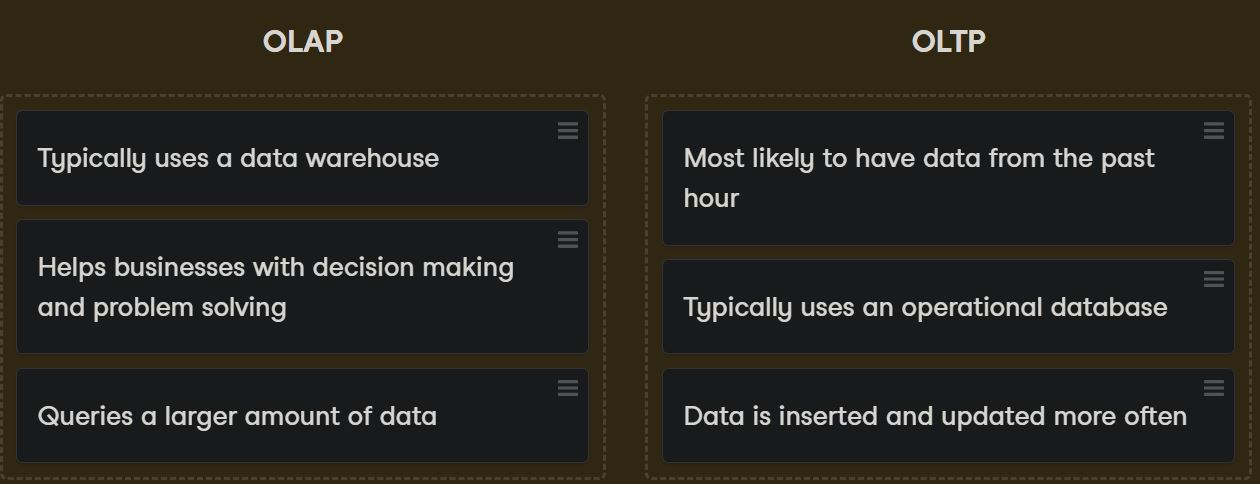 OLAP
Typically uses a data warehouse
Helps businesses with decision making
and problem solving
Queries a larger amount of data
OLTP
Most likely to have data from the past
hour
Typically uses an operational database
Data is inserted and updated more often